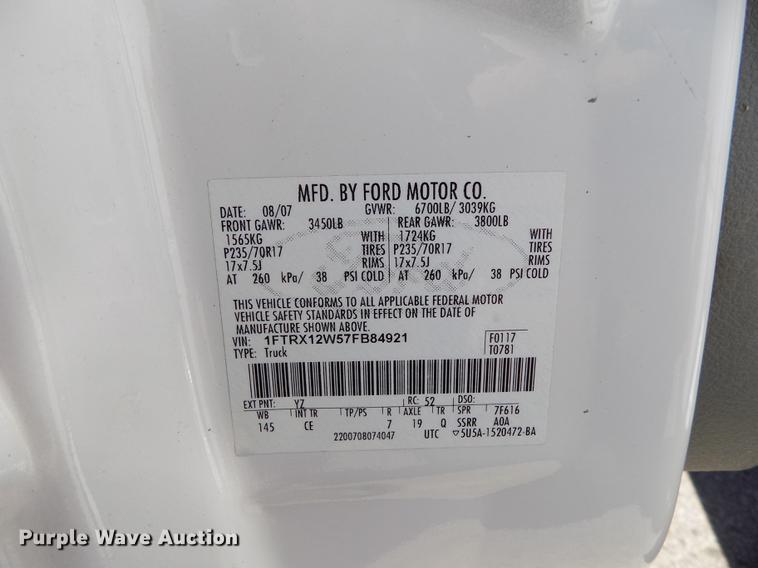 MFD. BY FORD MOTOR CO.
DATE: 08/07 GVWR: 6700LB/ 3039KG
FRONT GAWR: 3450LB REAR GAWR: 3800LB
1565KG WITH 1724KG WITH
P235/70R17 TIRES P235/70R17 TIRES
17x7.5J RIMS 17x7.5J RIMS
AT 260 kPa/ 38 PSI COLD AT 260 kPa/ 38 PSI COLD
THIS VEHICLE CONFORMS TO ALL APPLICABLE FEDERAL MOTOR
VEHICLE SAFETY STANDARDS IN EFFECT ON THE DATE OF
MANUFACTURE SHOWN ABOVE.
VIN: 1FTRX12W57FB84921 F0117
TYPE: Truck T0781
EXT PNT: YZ RC: 52 DSO:
WB INT TR TP/PS R AXLE TR SPR 7F616
145 CE 7 19 Q SSRR A0A
2200708074047 UTC ▽5U5A-1520472-BA
Ford
Purple Wave Auction